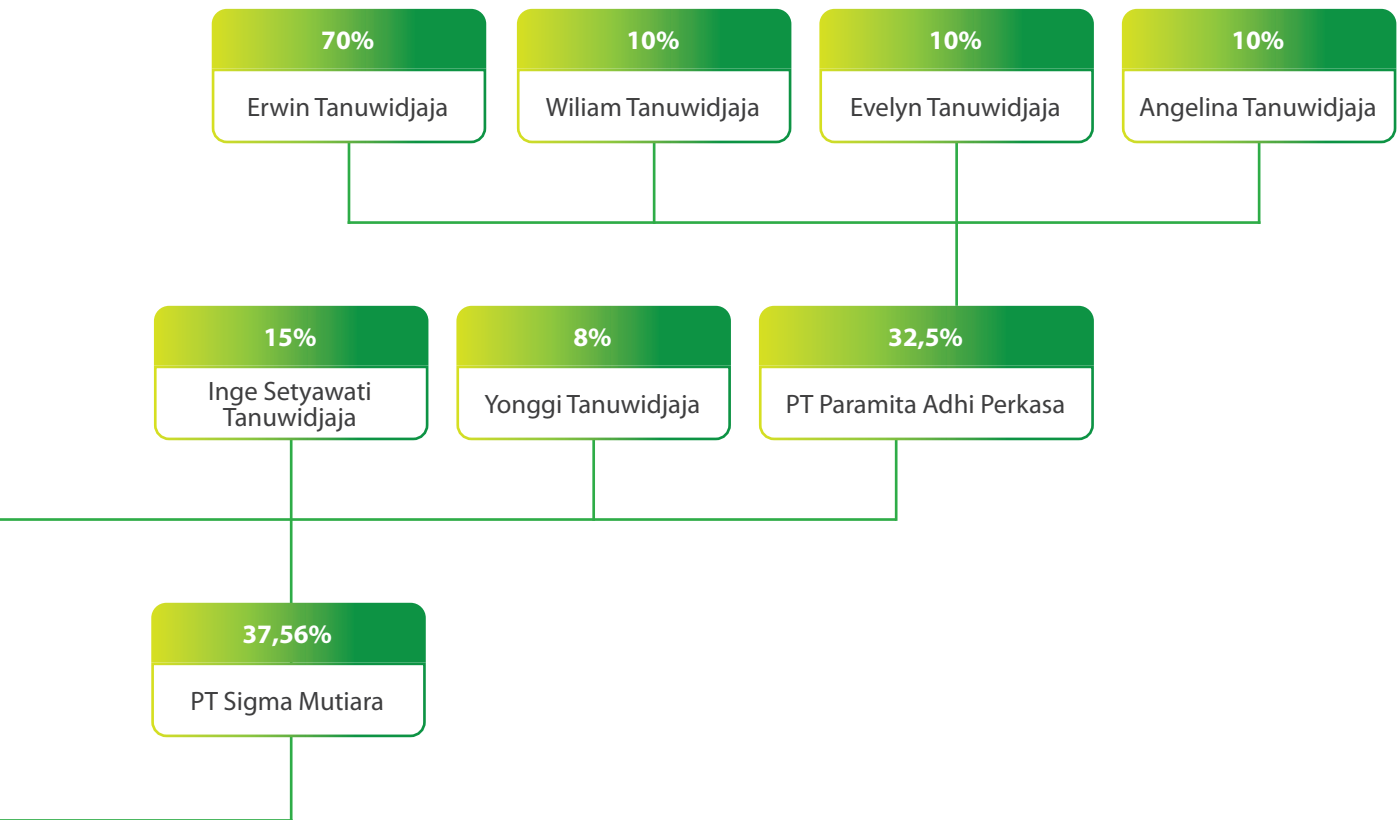 70%
Erwin Tanuwidjaja
10%
Wiliam Tanuwidjaja
10%
Evelyn Tanuwidjaja
10%
Angelina Tanuwidjaja
15%
Inge Setyawati
Tanuwidjaja
8%
Yonggi Tanuwidjaja
32,5%
PT Paramita Adhi Perkasa
37,56%
PT Sigma Mutiara